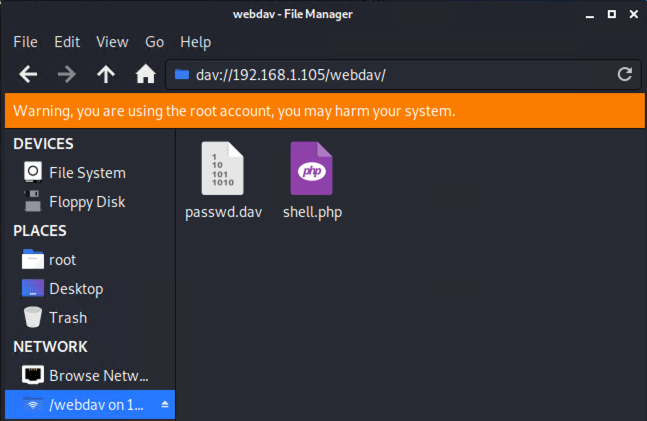 webdav - File Manager
File Edit View Go Help
dav://192.168.1.105/webdav/
Warning, you are using the root account, you may harm your system.
DEVICES
File System
Floppy Disk
PLACES
root
Desktop
Trash
NETWORK
Browse Netw...
/webdav on 1...
1
10
101
1010
php
passwd.dav
shell.php